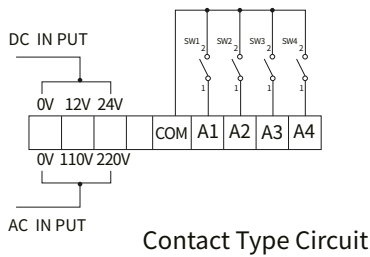 DC IN PUT
SW1 SW2 SW3 SW4
2 2 2 2
1 1 1 1
0V 12V 24V
COM A1 A2 A3 A4
0V 110V 220V
AC IN PUT
Contact Type Circuit